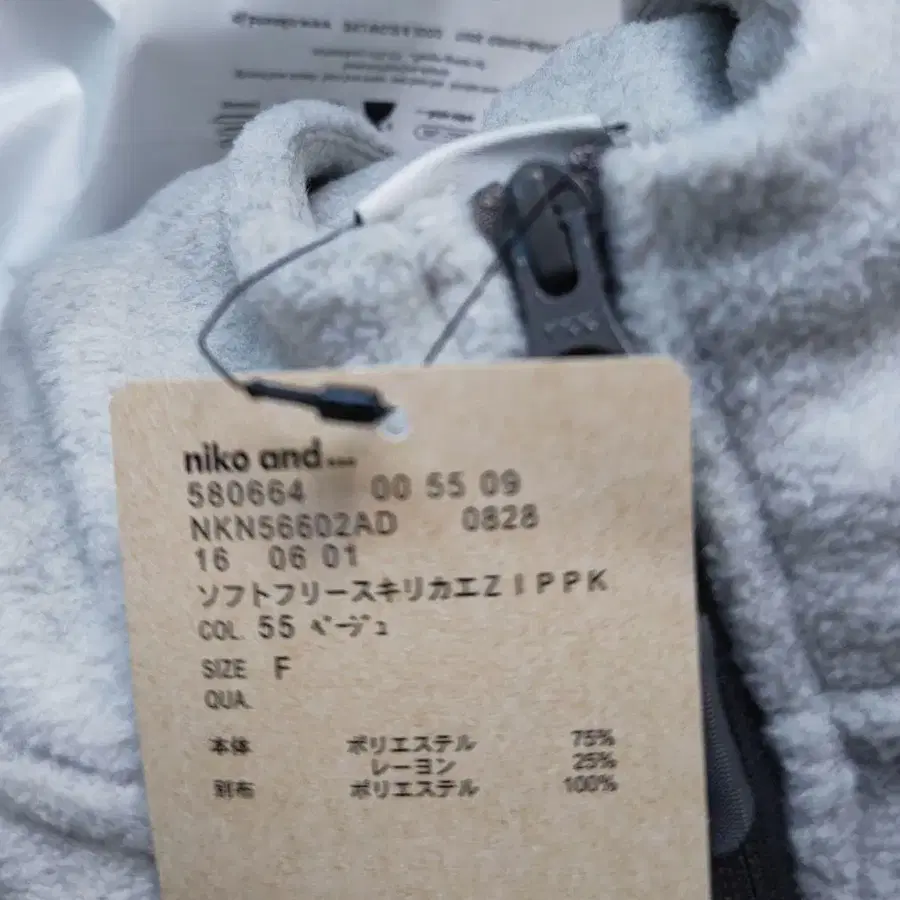 niko and...
580664 00 55 09
NKN56602AD 0828
16 06 01
ソフトフリースキリカエZIPPK
COL. 55 ベージュ
SIZE F
QUA.
本体 ポリエステル 75%
レーヨン 25%
別布 ポリエステル 100%
YKK